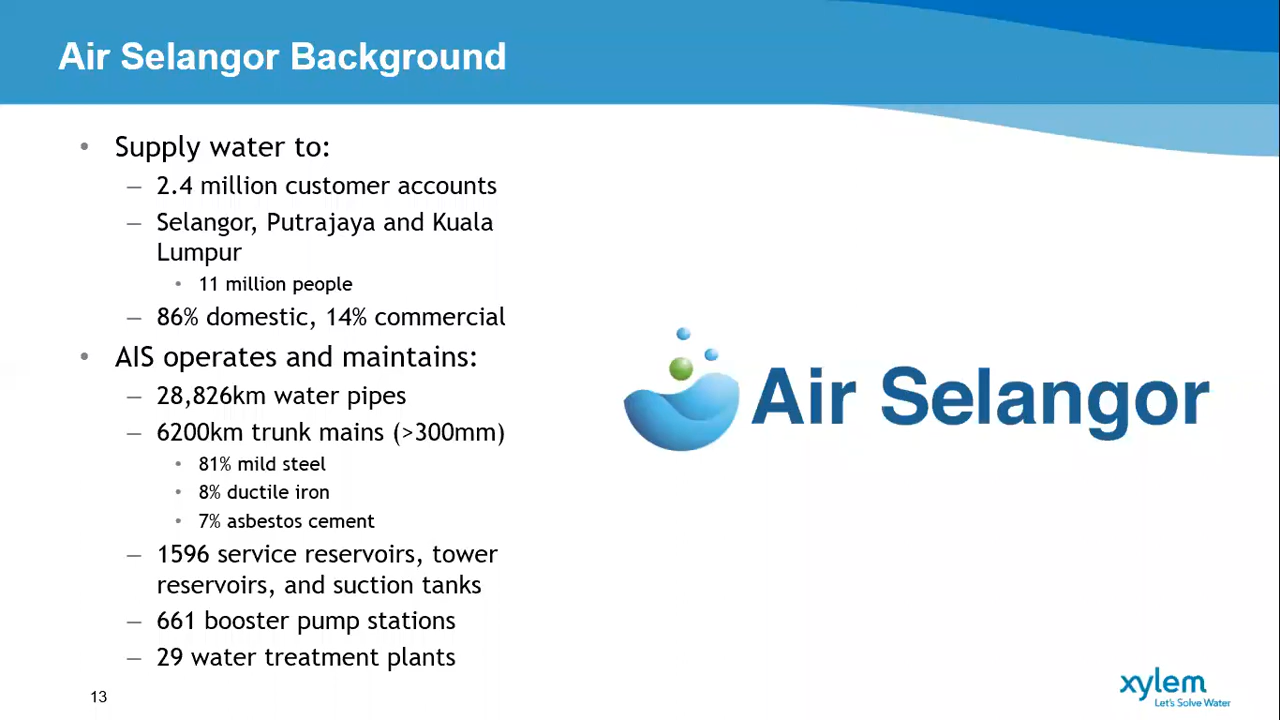 Air Selangor Background
• Supply water to:
– 2.4 million customer accounts
– Selangor, Putrajaya and Kuala
Lumpur
• 11 million people
– 86% domestic, 14% commercial
• AIS operates and maintains:
– 28,826km water pipes
– 6200km trunk mains (>300mm)
• 81% mild steel
• 8% ductile iron
• 7% asbestos cement
– 1596 service reservoirs, tower
reservoirs, and suction tanks
– 661 booster pump stations
– 29 water treatment plants
Air Selangor
13
xylem
Let's Solve Water